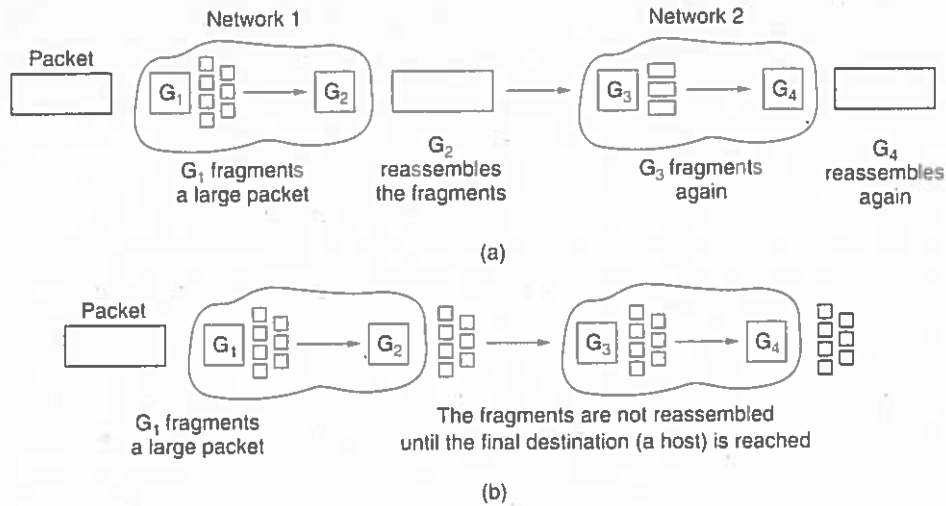 Network 1
Network 2
Packet
G₁
G₂
G₃
G₄
G₁ fragments
a large packet
G₂
reassembles
the fragments
G₃ fragments
again
G₄
reassembles
again
(a)
Packet
G₁
G₂
G₃
G₄
G₁ fragments
a large packet
The fragments are not reassembled
until the final destination (a host) is reached
(b)